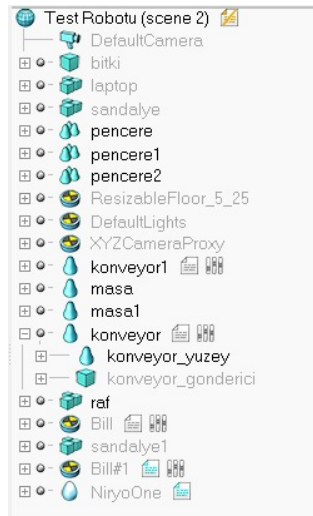 Test Robotu (scene 2)
DefaultCamera
bitki
laptop
sandalye
pencere
pencere1
pencere2
ResizableFloor_5_25
DefaultLights
XYZCameraProxy
konveyor1
masa
masa1
konveyor
konveyor_yuzey
konveyor_gonderici
raf
Bill
sandalye1
Bill#1
NiryoOne